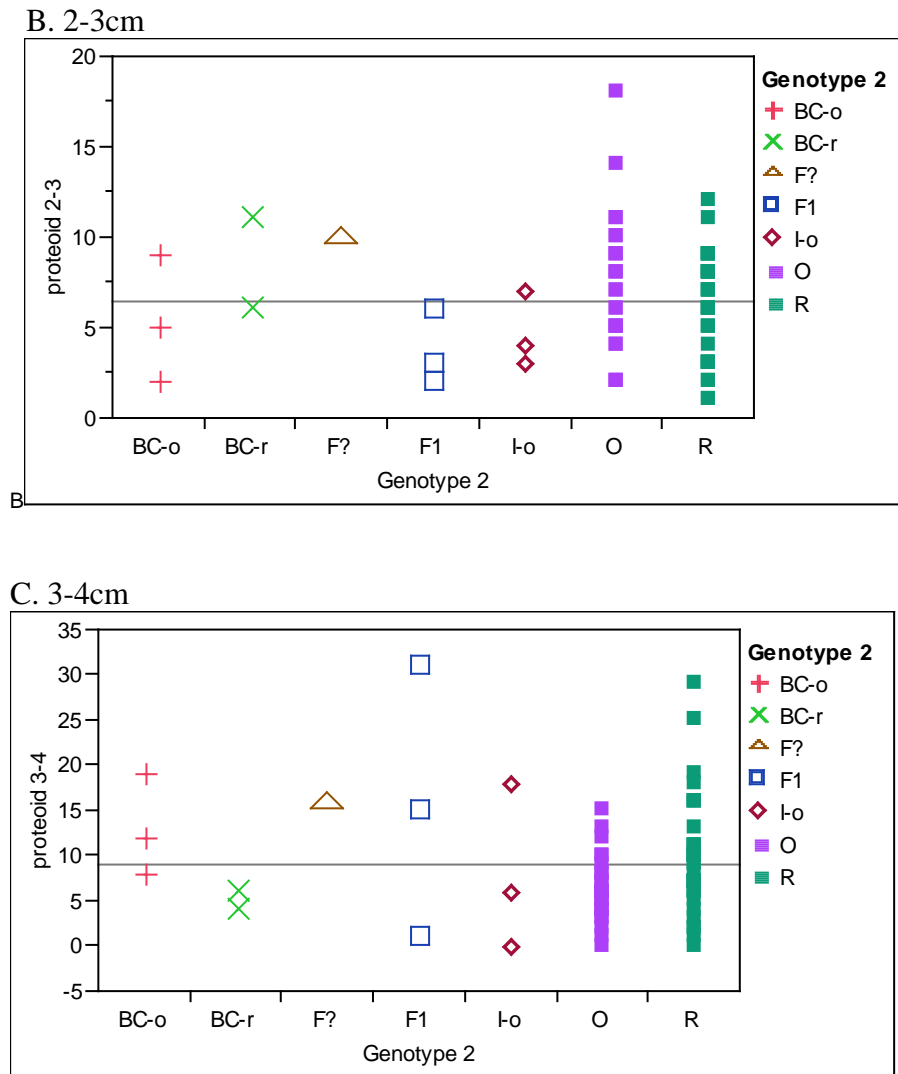 B. 2-3cm
20
15
10
5
0
proteoid 2-3
BC-o BC-r F? F1 I-o O R
Genotype 2
Genotype 2
BC-o
BC-r
F?
F1
I-o
O
R
B
C. 3-4cm
35
30
25
20
15
10
5
0
-5
proteoid 3-4
BC-o BC-r F? F1 I-o O R
Genotype 2
Genotype 2
BC-o
BC-r
F?
F1
I-o
O
R